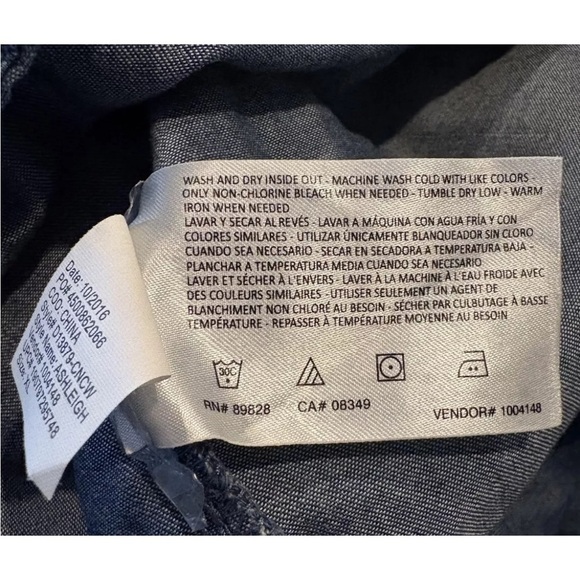 WASH AND DRY INSIDE OUT - MACHINE WASH COLD WITH LIKE COLORS -
ONLY NON-CHLORINE BLEACH WHEN NEEDED - TUMBLE DRY LOW - WARM
IRON WHEN NEEDED
LAVAR Y SECAR AL REVÉS - LAVAR A MÁQUINA CON AGUA FRÍA Y CON
COLORES SIMILARES - UTILIZAR ÚNICAMENTE BLANQUEADOR SIN CLORO
CUANDO SEA NECESARIO - SECAR EN SECADORA A TEMPERATURA BAJA -
PLANCHAR A TEMPERATURA MEDIA CUANDO SEA NECESARIO
LAVER ET SÉCHER À L'ENVERS - LAVER À LA MACHINE À L'EAU FROIDE AVEC
DES COULEURS SIMILAIRES - UTILISER SEULEMENT UN AGENT DE
BLANCHIMENT NON CHLORÉ AU BESOIN - SÉCHER PAR CULBUTAGE À BASSE
TEMPÉRATURE - REPASSER À TEMPÉRATURE MOYENNE AU BESOIN
30C
RN# 89828 CA# 08349 VENDOR# 1004148
Date: 10/2016
PO# 4500862066
COO: CHINA
Style Name: ASHLEIGH